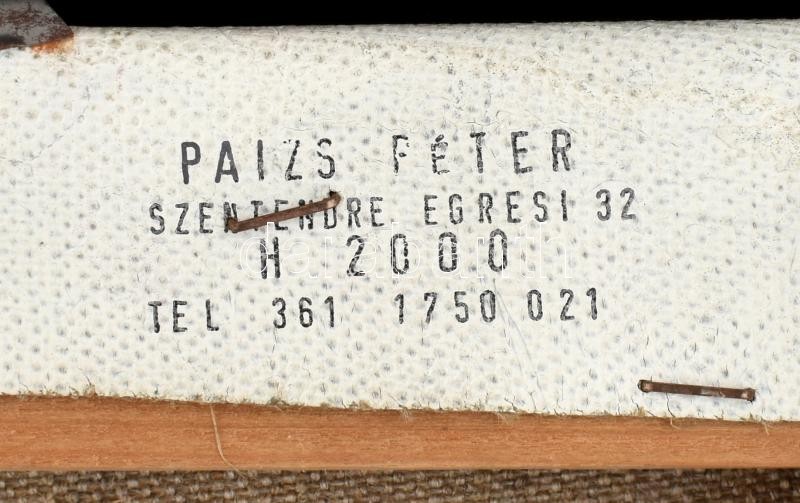 PAIZS PÉTER
SZENTENDRE EGRESI 32
H 2000
TEL 361 1750 021